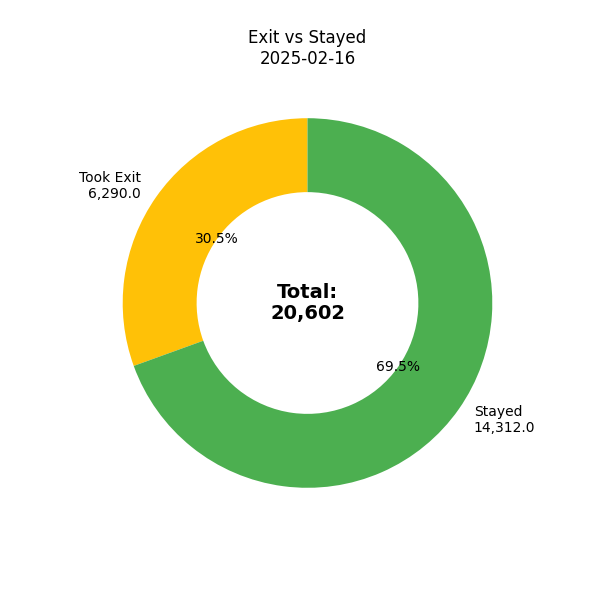 Exit vs Stayed
2025-02-16
Took Exit
6,290.0
30.5%
Total:
20,602
69.5%
Stayed
14,312.0